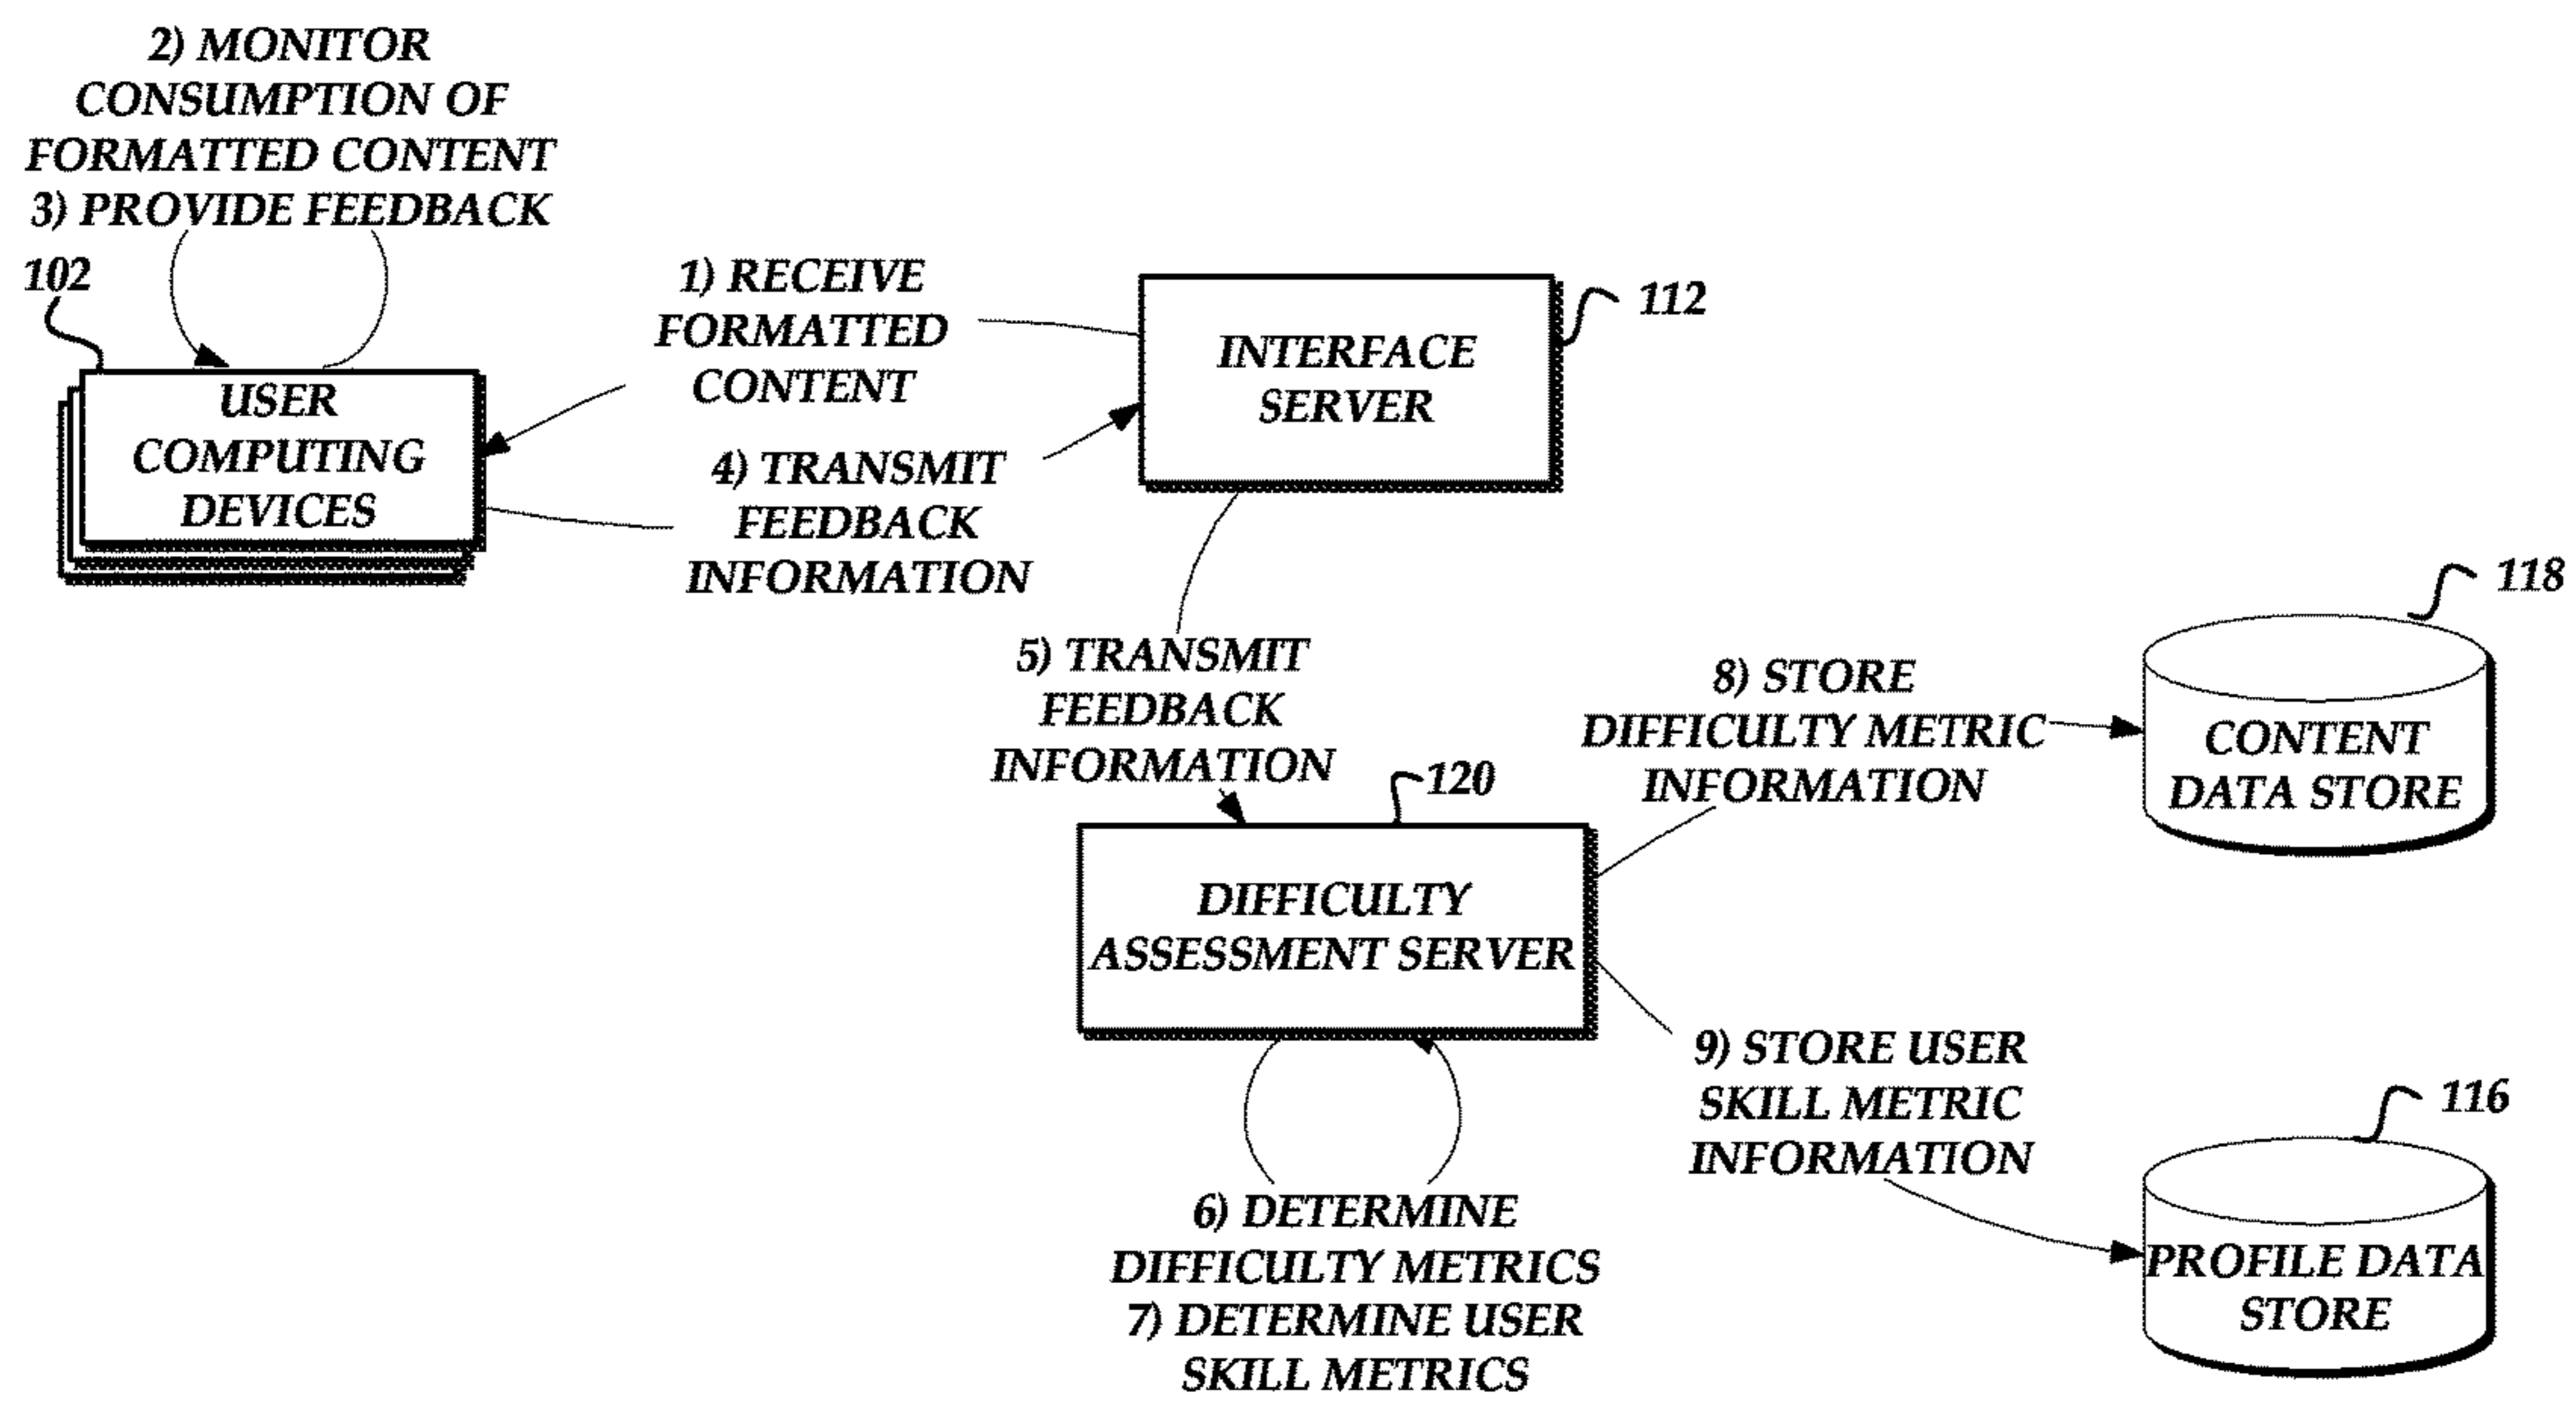 2) MONITOR
CONSUMPTION OF
FORMATTED CONTENT
3) PROVIDE FEEDBACK
102
USER
COMPUTING
DEVICES
1) RECEIVE
FORMATTED
CONTENT
4) TRANSMIT
FEEDBACK
INFORMATION
INTERFACE
SERVER
112
5) TRANSMIT
FEEDBACK
INFORMATION
120
DIFFICULTY
ASSESSMENT SERVER
6) DETERMINE
DIFFICULTY METRICS
7) DETERMINE USER
SKILL METRICS
8) STORE
DIFFICULTY METRIC
INFORMATION
118
CONTENT
DATA STORE
9) STORE USER
SKILL METRIC
INFORMATION
116
PROFILE DATA
STORE